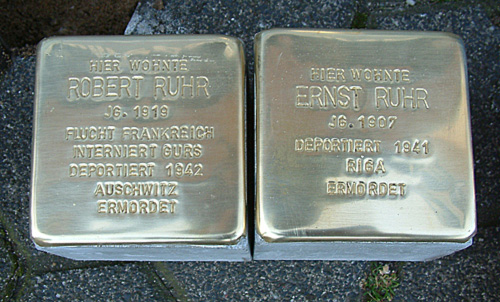 HIER WOHNTE
ROBERT RUHR
JG. 1919
FLUCHT FRANKREICH
INTERNIERT GURS
DEPORTIERT 1942
AUSCHWITZ
ERMORDET
HIER WOHNTE
ERNST RUHR
JG. 1907
DEPORTIERT 1941
RIGA
ERMORDET